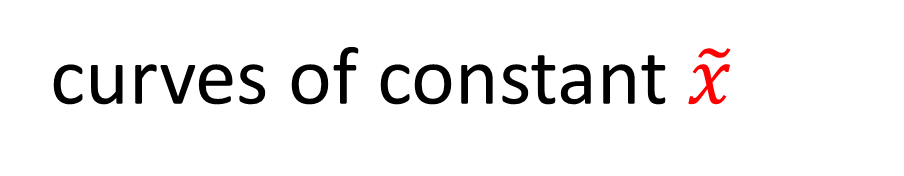 curves of constant x̃